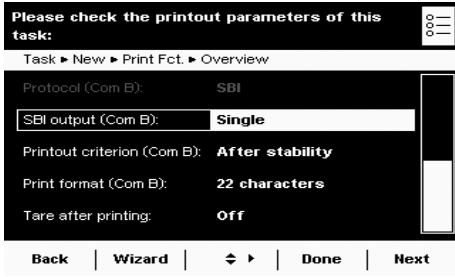 Please check the printout parameters of this
task:
Task ▸ New ▸ Print Fct. ▸ Overview
Protocol (Com B): SBI
SBI output (Com B): Single
Printout criterion (Com B): After stability
Print format (Com B): 22 characters
Tare after printing: Off
Back | Wizard | | Done | Next